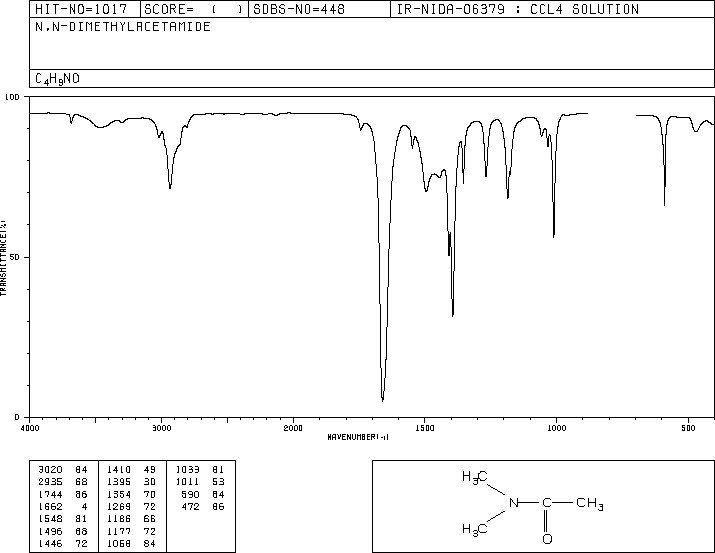 HIT-NO=1017 SCORE= ( ) SDBS-NO=448 IR-NIDA-06379 : CCL4 SOLUTION
N,N-DIMETHYLACETAMIDE
C4H9NO
100
50
0
TRANSMITTANCE(%)
4000 3000 2000 1500 1000 500
WAVENUMBER(-1)
3020 84 1410 49 1033 81
2935 68 1395 30 1011 53
1744 86 1354 70 590 64
1662 4 1269 72 472 86
1548 81 1186 66
1496 68 1177 72
1446 72 1058 84
H3C
N C CH3
H3C
O